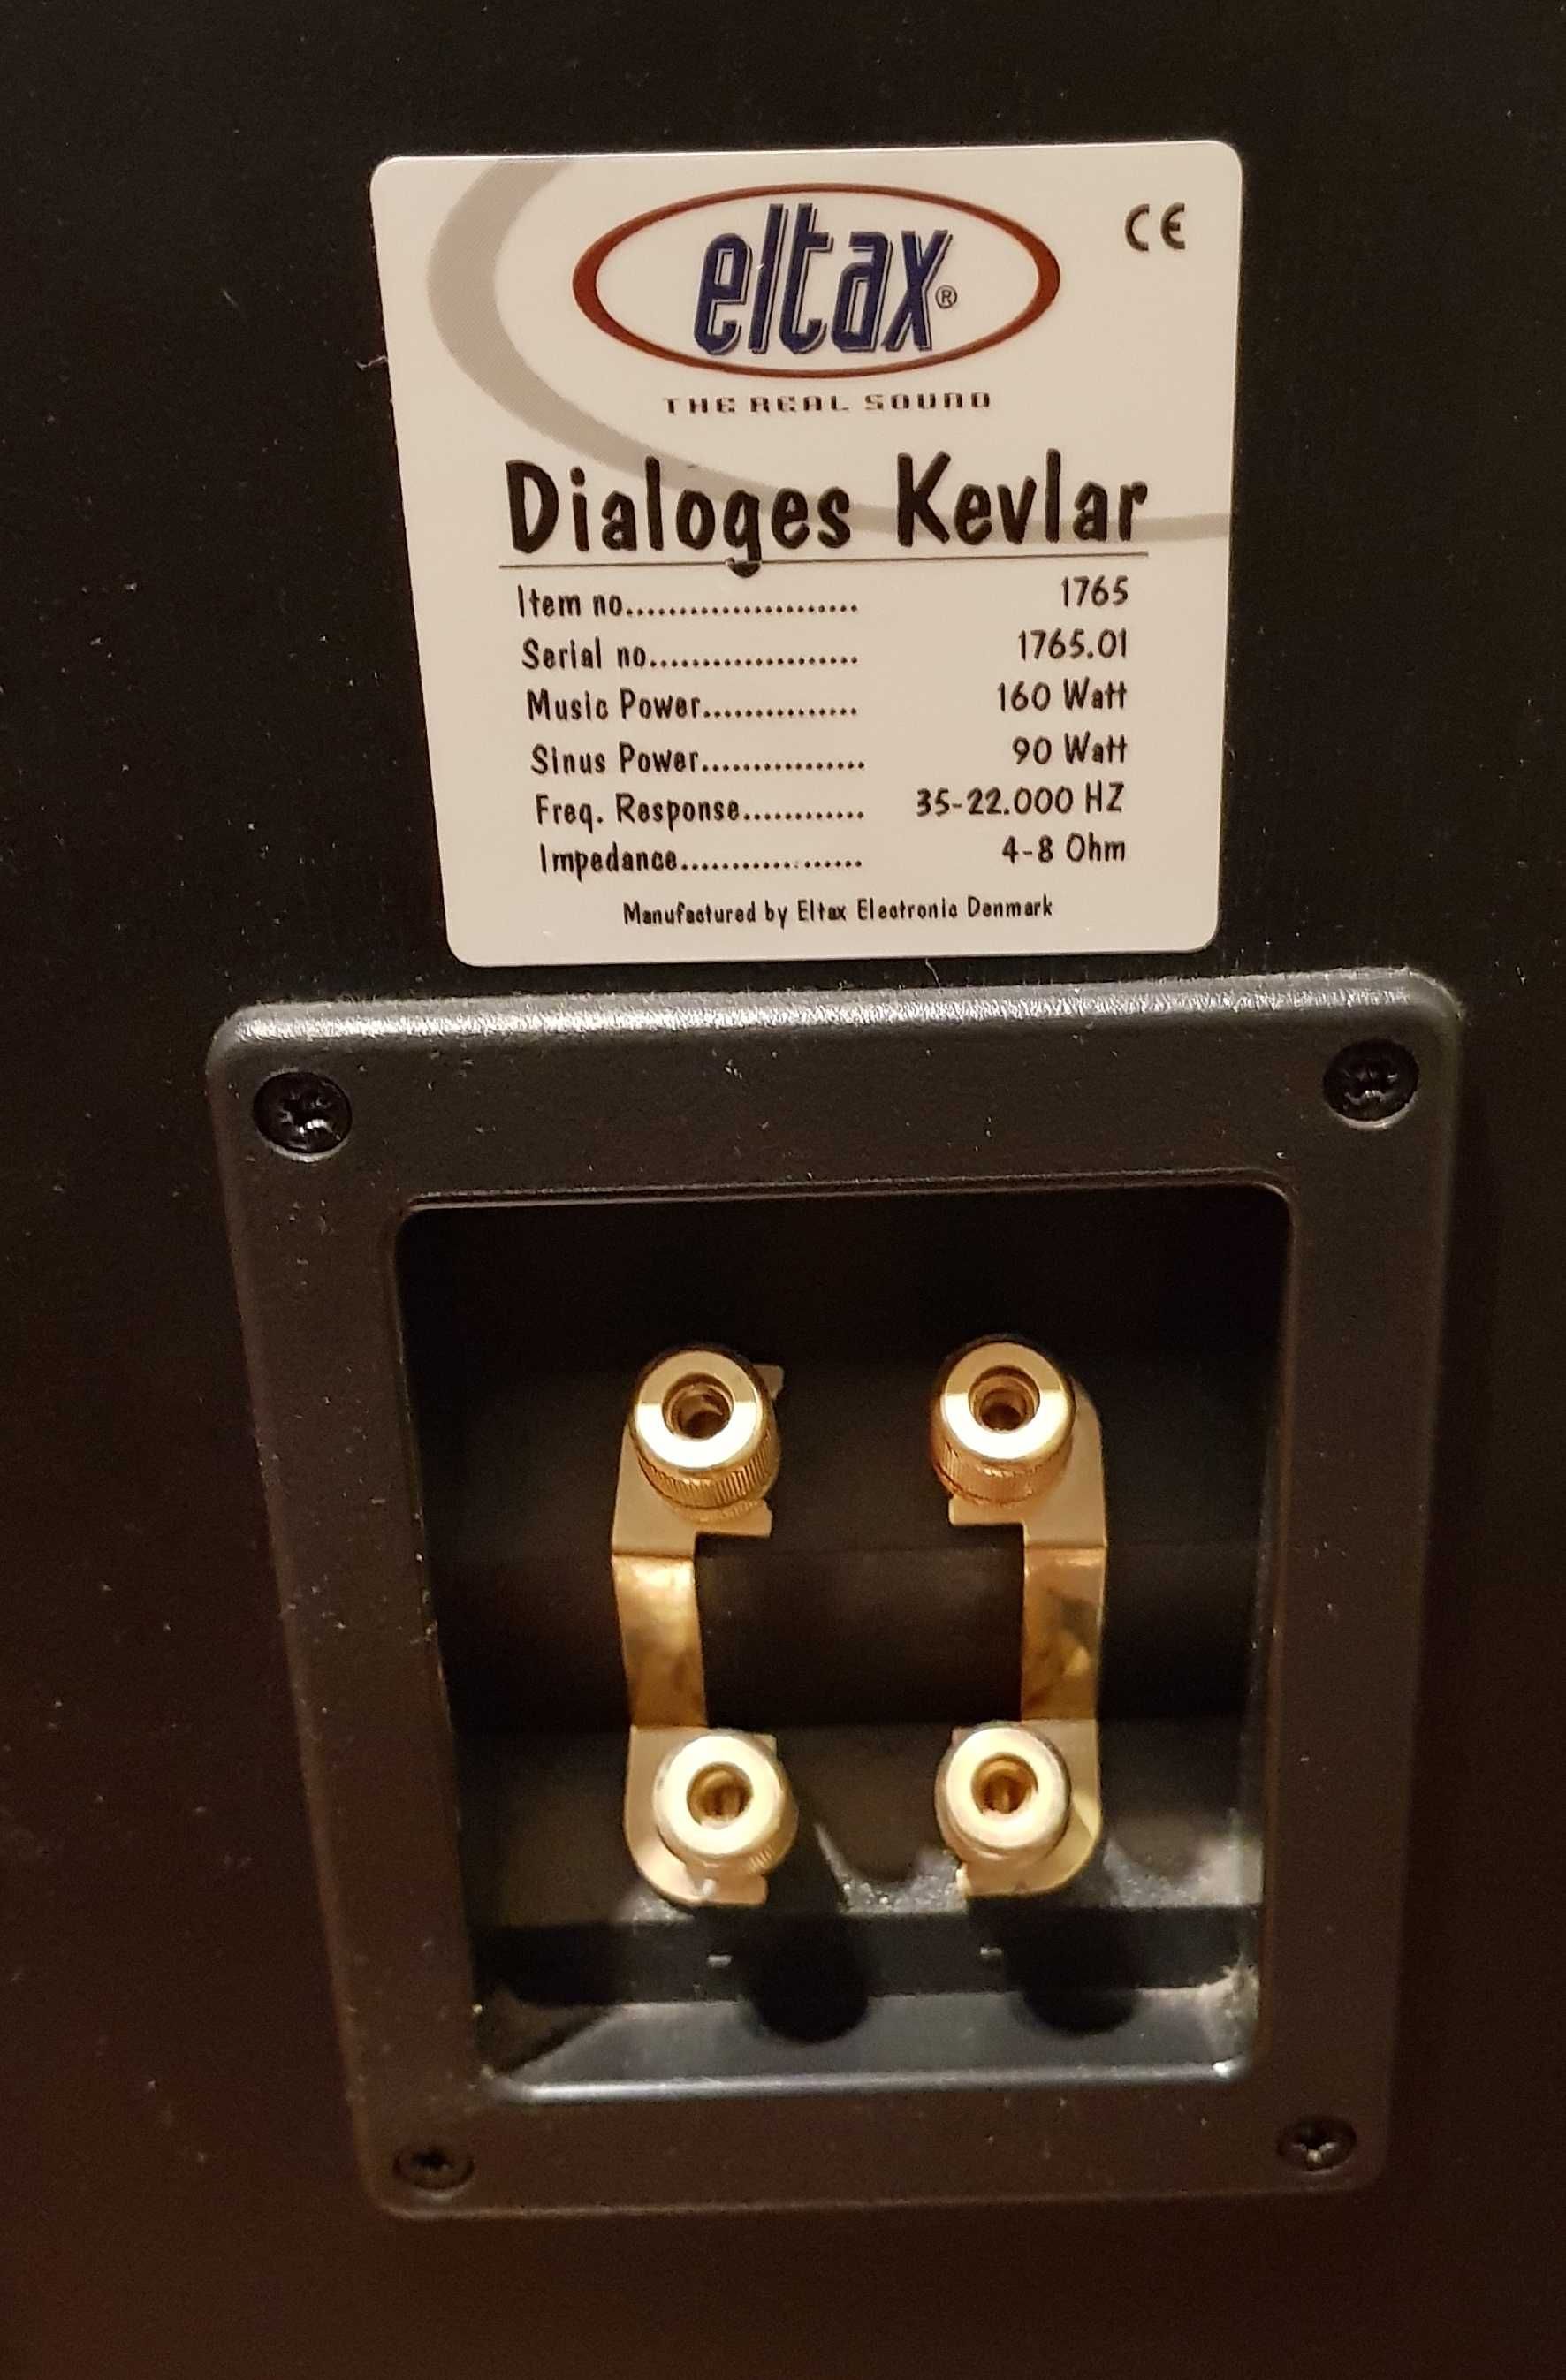 eltax®
CE
THE REAL SOUND
Dialoges Kevlar
Item no...................... 1765
Serial no.................... 1765.01
Music Power............... 160 Watt
Sinus Power................ 90 Watt
Freq. Response............ 35-22.000 HZ
Impedance.................. 4-8 Ohm
Manufactured by Eltax Electronic Denmark